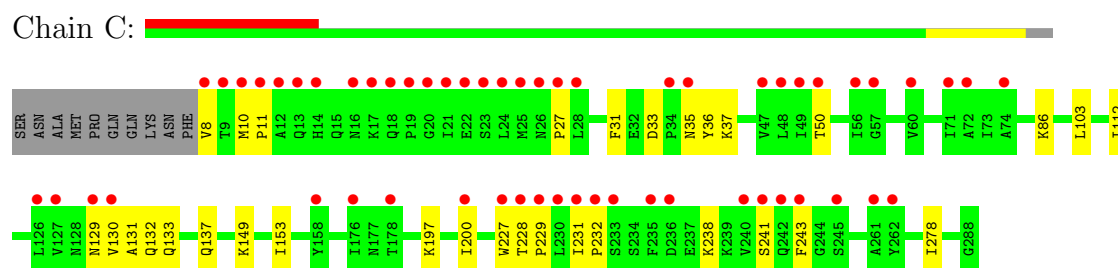 Chain C:
SER ASN ALA MET PRO GLN GLN LYS ASN PHE V8 T9 M10 P11 A12 Q13 H14 Q15 N16 K17 Q18 P19 G20 I21 E22 S23 L24 M25 N26 P27 L28 F31 E32 D33 P34 N35 Y36 K37 V47 L48 I49 T50 I56 G57 V60 I71 A72 I73 A74 K86 L103
L126 V127 N128 N129 V130 A131 Q132 Q133 Q137 K149 I153 Y158 I176 N177 T178 K197 I200 W227 T228 P229 L230 I231 P232 S233 S234 F235 D236 E237 K238 K239 V240 S241 Q242 F243 G244 S245 A261 Y262 I278 G288